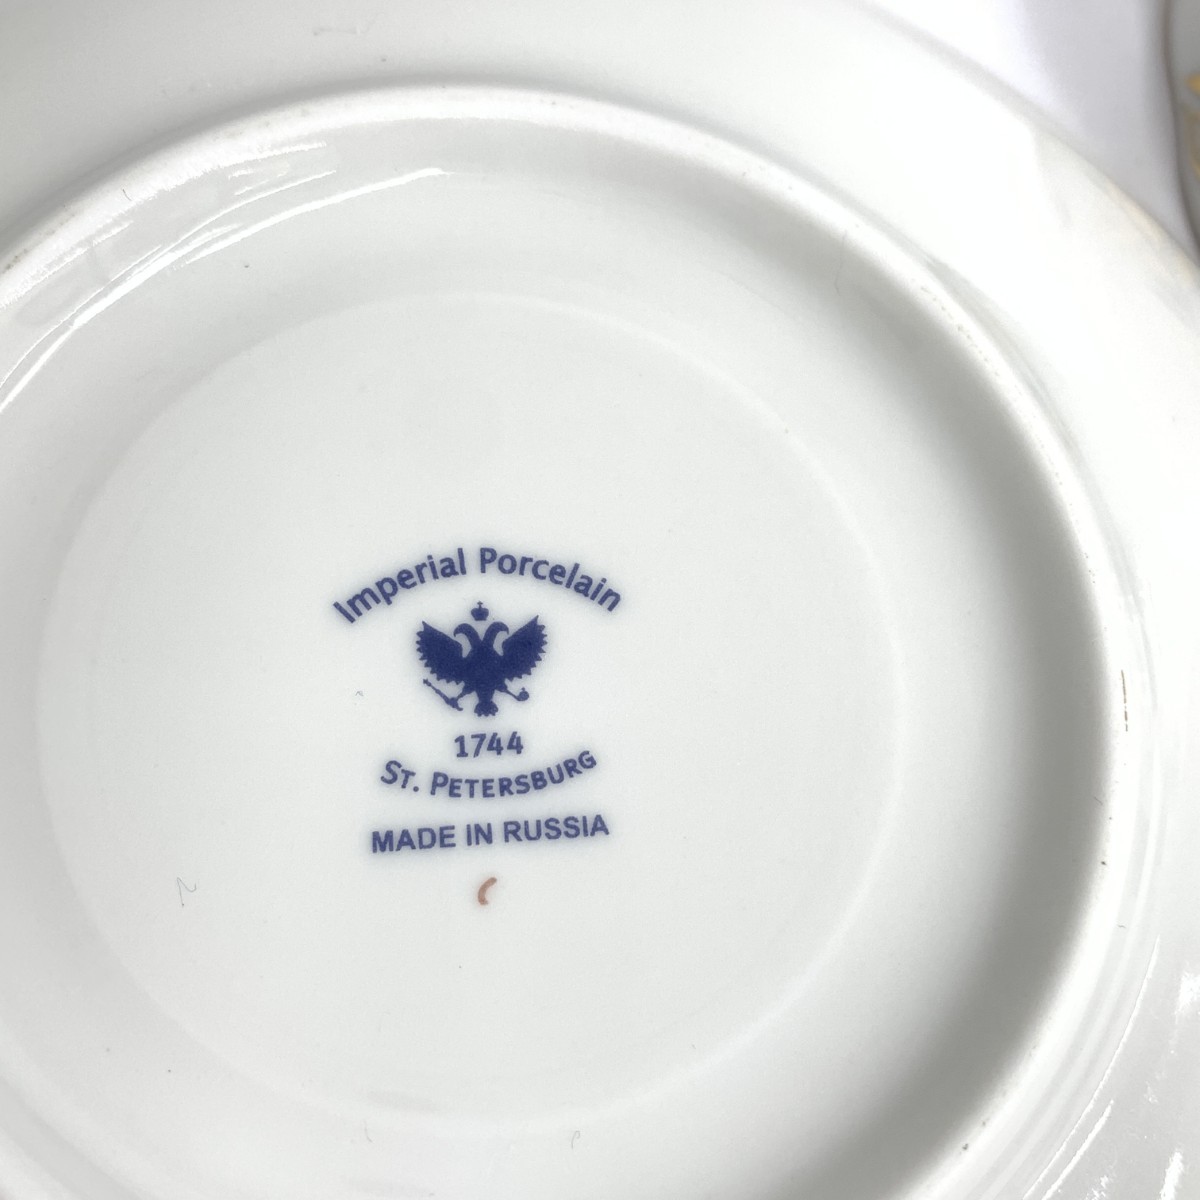 Imperial Porcelain
1744
ST. PETERSBURG
MADE IN RUSSIA